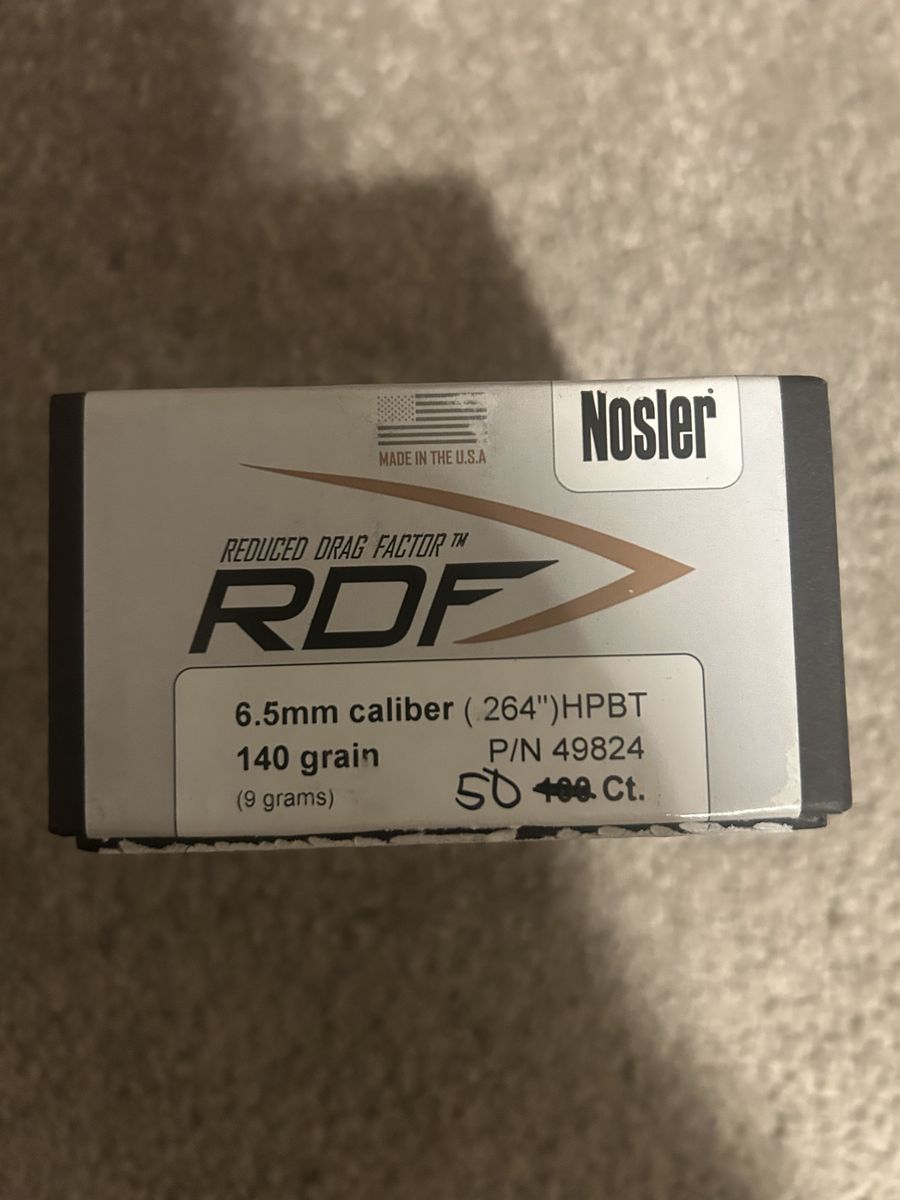 Nosler
MADE IN THE U.S.A
REDUCED DRAG FACTOR™
RDF
6.5mm caliber (.264")HPBT
140 grain P/N 49824
(9 grams) 50 100 Ct.